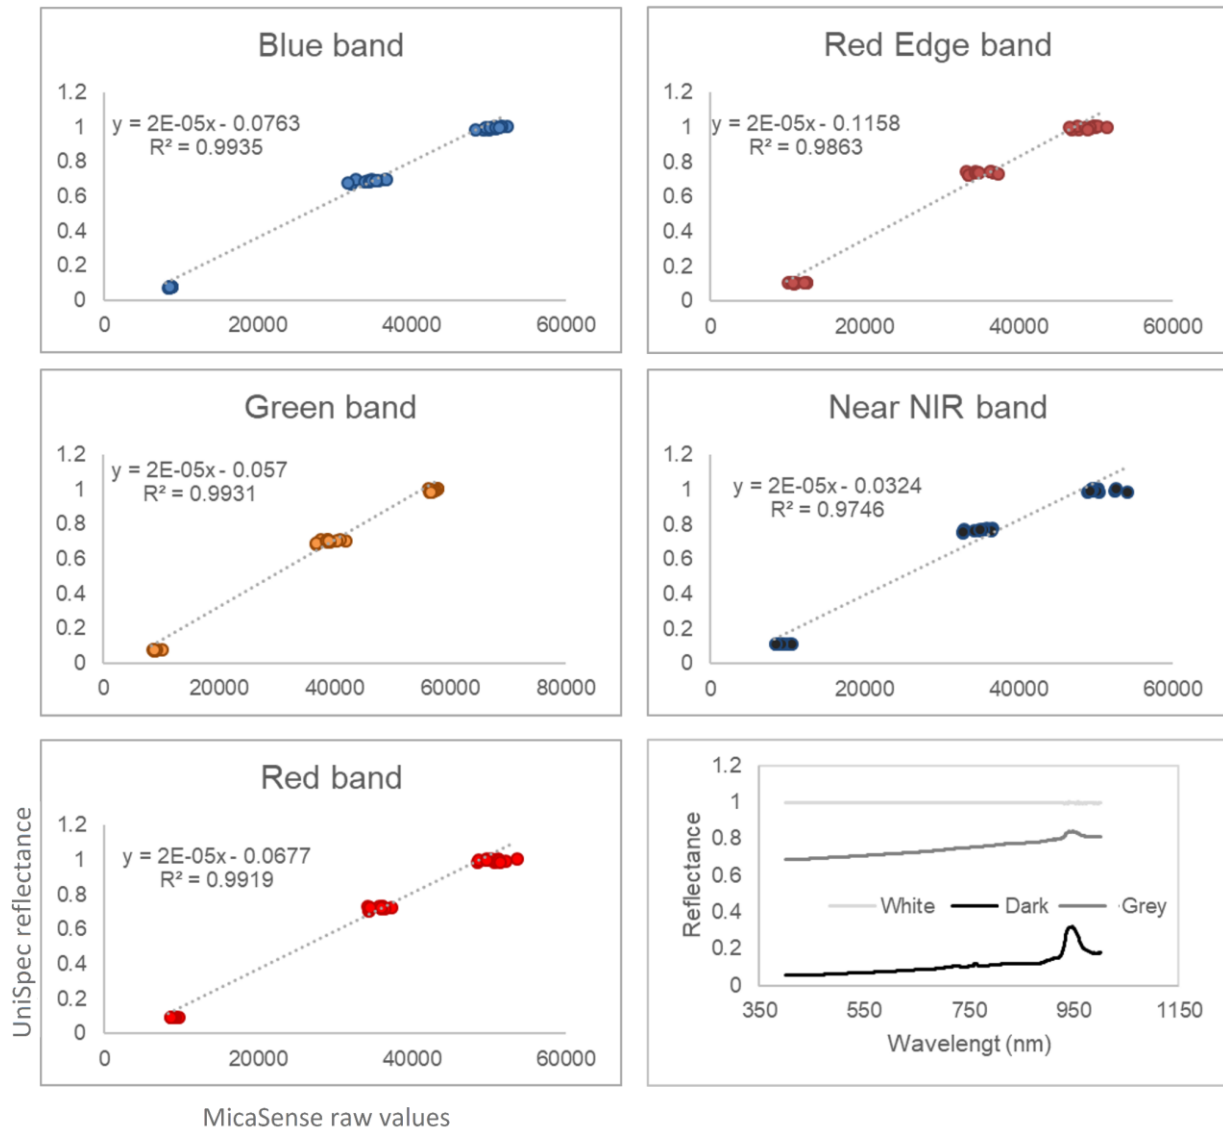 Blue band
y = 2E-05x - 0.0763
R² = 0.9935
1.2
1
0.8
0.6
0.4
0.2
0
0 20000 40000 60000
Red Edge band
y = 2E-05x - 0.1158
R² = 0.9863
1.2
1
0.8
0.6
0.4
0.2
0
0 20000 40000 60000
Green band
y = 2E-05x - 0.057
R² = 0.9931
1.2
1
0.8
0.6
0.4
0.2
0
0 20000 40000 60000 80000
Near NIR band
y = 2E-05x - 0.0324
R² = 0.9746
1.2
1
0.8
0.6
0.4
0.2
0
0 20000 40000 60000
Red band
y = 2E-05x - 0.0677
R² = 0.9919
1.2
1
0.8
0.6
0.4
0.2
0
0 20000 40000 60000
UniSpec reflectance
MicaSense raw values
1.2
1
0.8
0.6
0.4
0.2
0
Reflectance
White Dark Grey
350 550 750 950 1150
Wavelengt (nm)